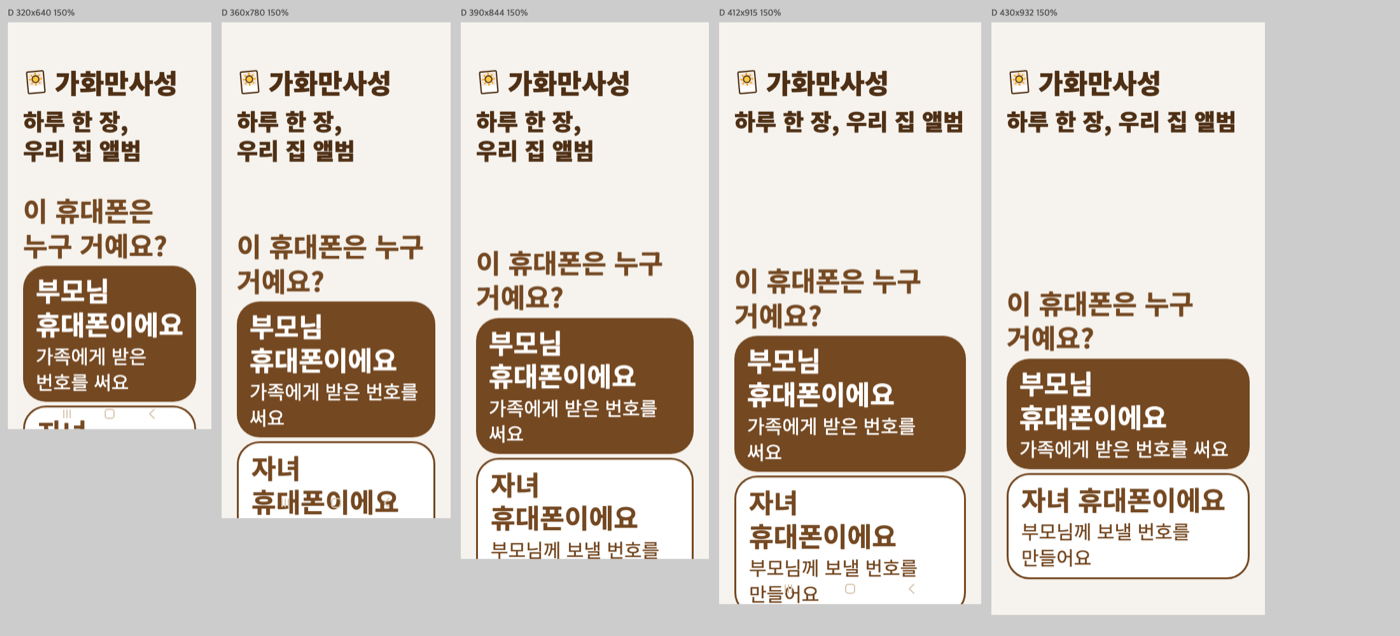 D 320x640 150%
가화만사성
하루 한 장,
우리 집 앨범
이 휴대폰은
누구 거예요?
부모님
휴대폰이에요
가족에게 받은
번호를 써요
자녀
D 360x780 150%
가화만사성
하루 한 장,
우리 집 앨범
이 휴대폰은 누구
거예요?
부모님
휴대폰이에요
가족에게 받은 번호를
써요
자녀
휴대폰이에요
D 390x844 150%
가화만사성
하루 한 장,
우리 집 앨범
이 휴대폰은 누구
거예요?
부모님
휴대폰이에요
가족에게 받은 번호를
써요
자녀
휴대폰이에요
부모님께 보낼 번호를
D 412x915 150%
가화만사성
하루 한 장, 우리 집 앨범
이 휴대폰은 누구
거예요?
부모님
휴대폰이에요
가족에게 받은 번호를
써요
자녀
휴대폰이에요
부모님께 보낼 번호를
만들어요
D 430x932 150%
가화만사성
하루 한 장, 우리 집 앨범
이 휴대폰은 누구
거예요?
부모님
휴대폰이에요
가족에게 받은 번호를 써요
자녀 휴대폰이에요
부모님께 보낼 번호를
만들어요